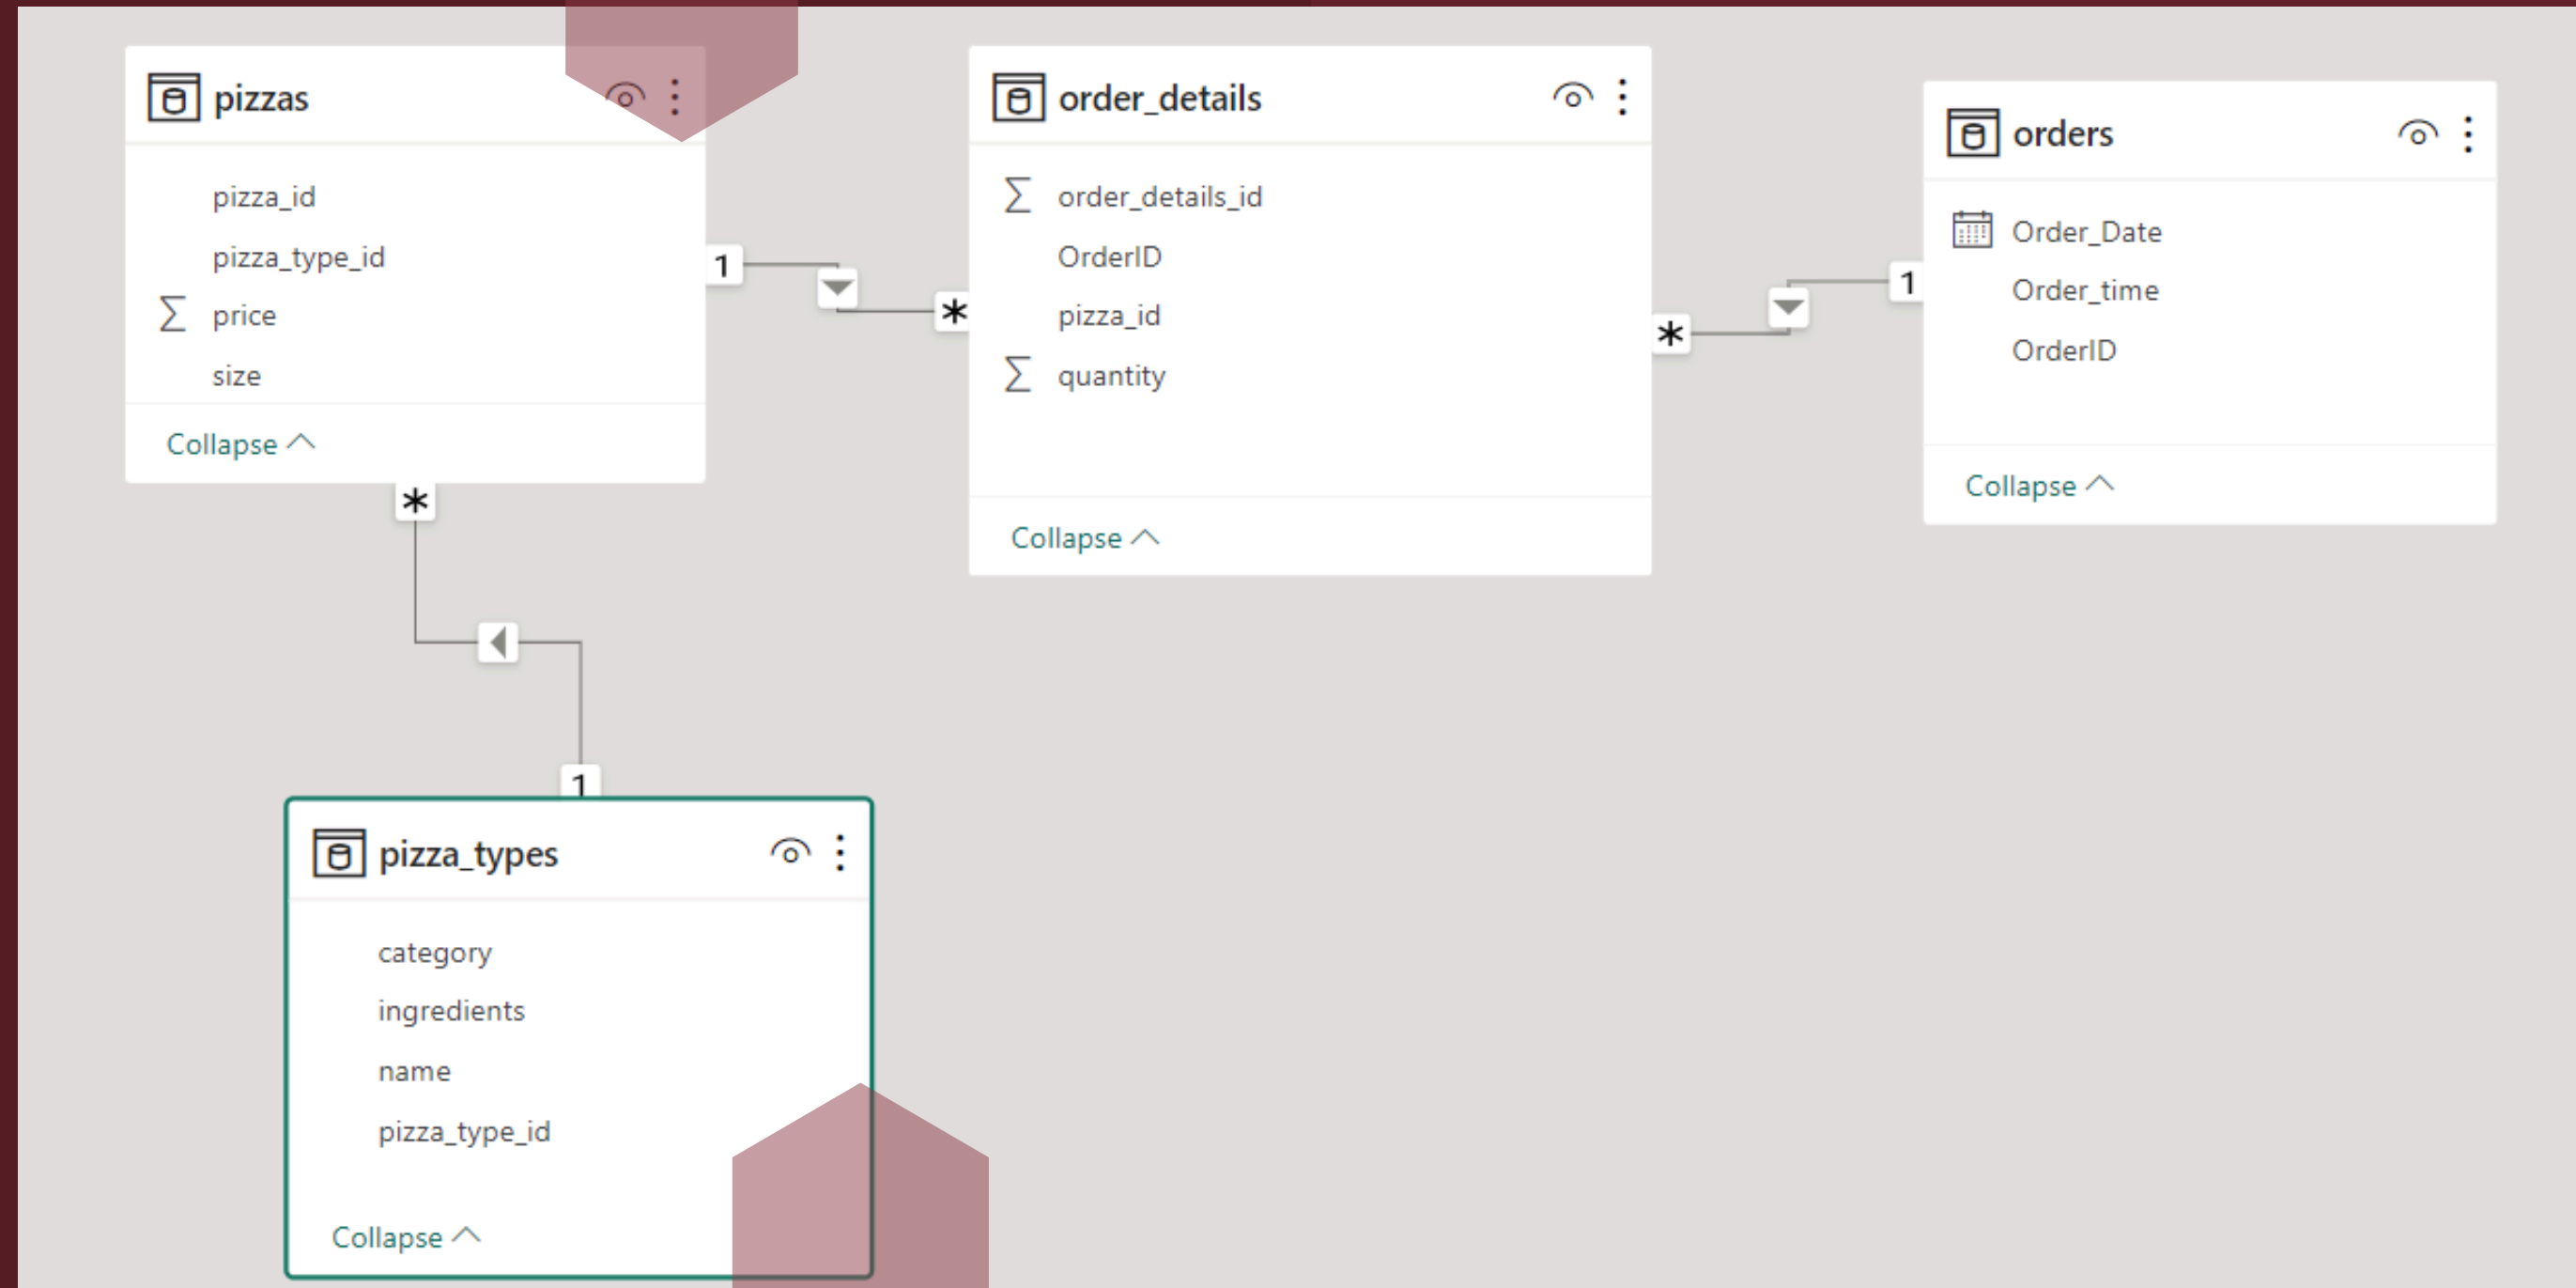 pizzas
pizza_id
pizza_type_id
∑ price
size
Collapse
1
*
order_details
∑ order_details_id
OrderID
pizza_id
∑ quantity
Collapse
*
1
orders
Order_Date
Order_time
OrderID
Collapse
*
1
pizza_types
category
ingredients
name
pizza_type_id
Collapse